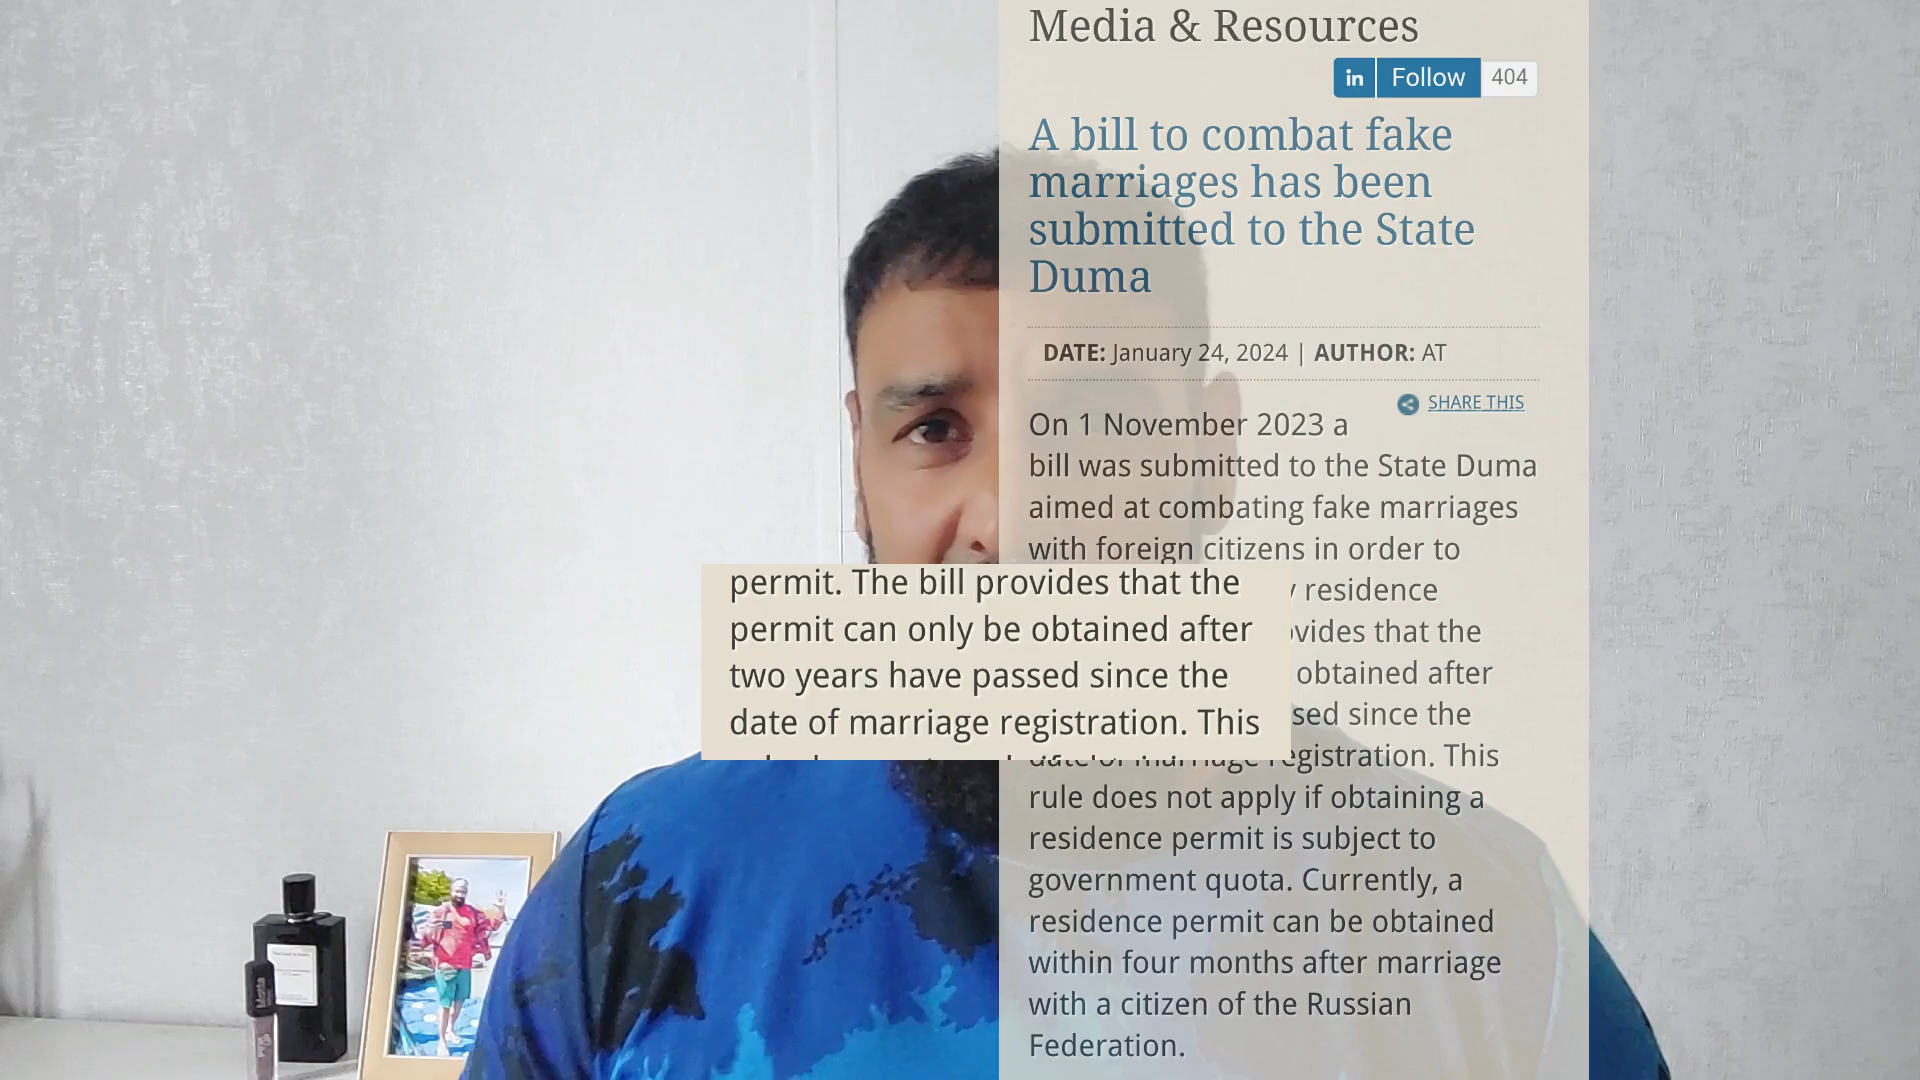 Media & Resources
in Follow 404
A bill to combat fake
marriages has been
submitted to the State
Duma
DATE: January 24, 2024 | AUTHOR: AT
SHARE THIS
On 1 November 2023 a
bill was submitted to the State Duma
aimed at combating fake marriages
with foreign citizens in order to
residence
permit. The bill provides that the
permit can only be obtained after
two years have passed since the
date of marriage registration. This
that the
obtained after
since the
date of marriage registration. This
rule does not apply if obtaining a
residence permit is subject to
government quota. Currently, a
residence permit can be obtained
within four months after marriage
with a citizen of the Russian
Federation.